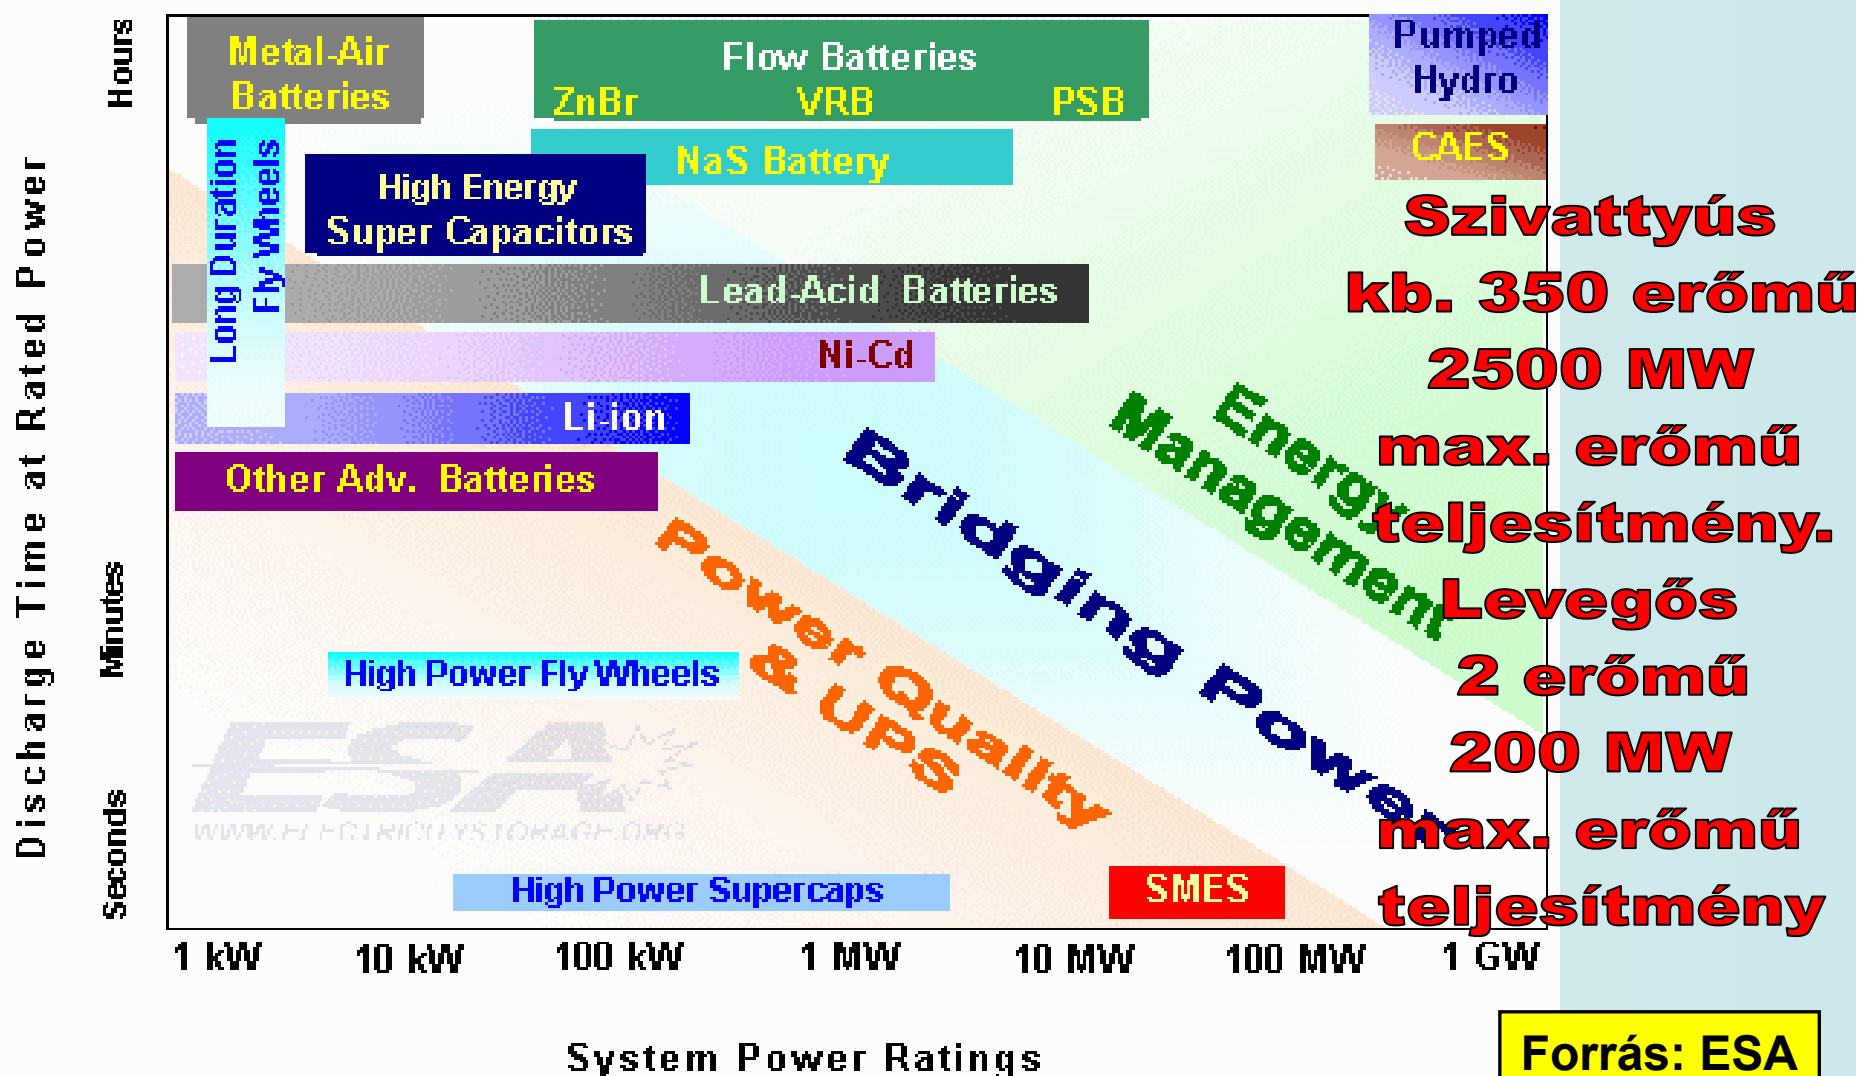 Hours
Minutes
Seconds
Discharge Time at Rated Power
Metal-Air
Batteries
Flow Batteries
ZnBr VRB PSB
Pumped
Hydro
CAES
NaS Battery
Long Duration
Fly Wheels
High Energy
Super Capacitors
Lead-Acid Batteries
Ni-Cd
Li-ion
Other Adv. Batteries
Energy
Management
Bridging Power
Power Quality
& UPS
High Power Fly Wheels
ESA
WWW.ELECTRICITYSTORAGE.ORG
High Power Supercaps
SMES
1 kW 10 kW 100 kW 1 MW 10 MW 100 MW 1 GW
System Power Ratings
Szivattyús
kb. 350 erőmű
2500 MW
max. erőmű
teljesítmény.
Levegős
2 erőmű
200 MW
max. erőmű
teljesítmény
Forrás: ESA